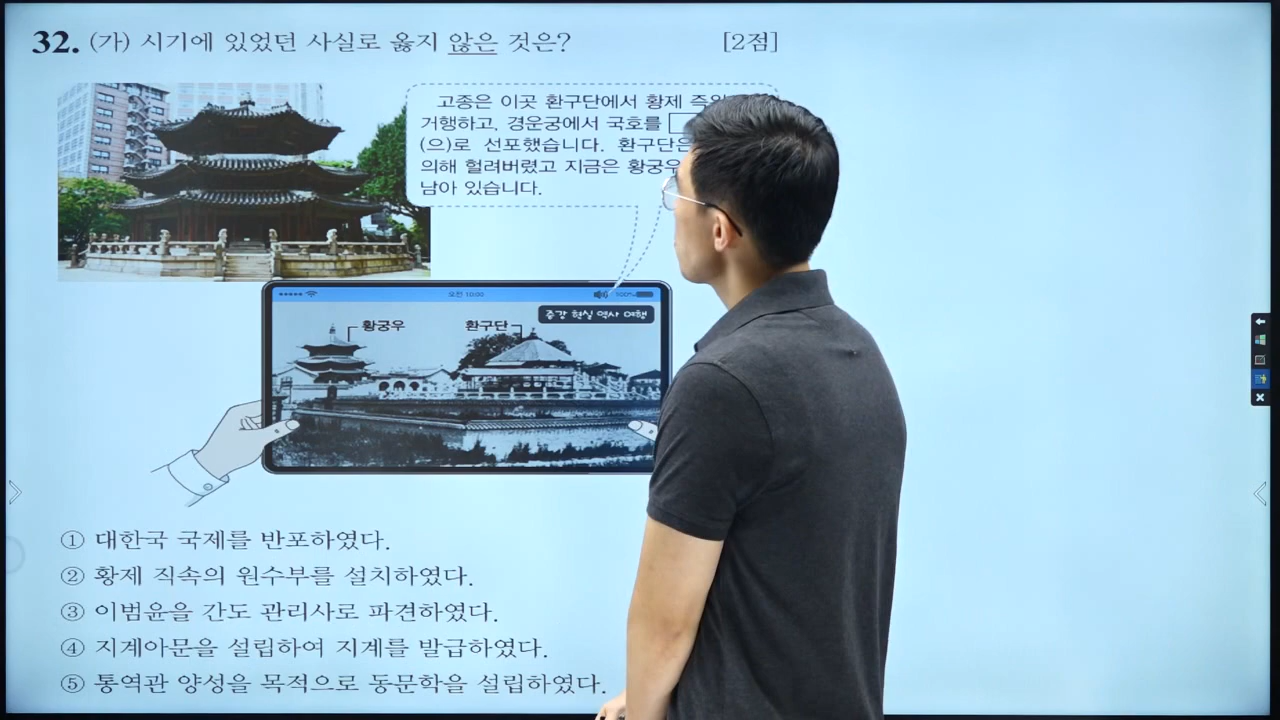 32. (가) 시기에 있었던 사실로 옳지 않은 것은? [2점]
고종은 이곳 환구단에서 황제
거행하고, 경운궁에서 국호를
(으)로 선포했습니다. 환구단은
의해 헐려버렸고 지금은 황궁우
남아 있습니다.
오전 10:00 100%
증강 현실 역사 여행
황궁우 환구단
① 대한국 국제를 반포하였다.
② 황제 직속의 원수부를 설치하였다.
③ 이범윤을 간도 관리사로 파견하였다.
④ 지계아문을 설립하여 지계를 발급하였다.
⑤ 통역관 양성을 목적으로 동문학을 설립하였다.